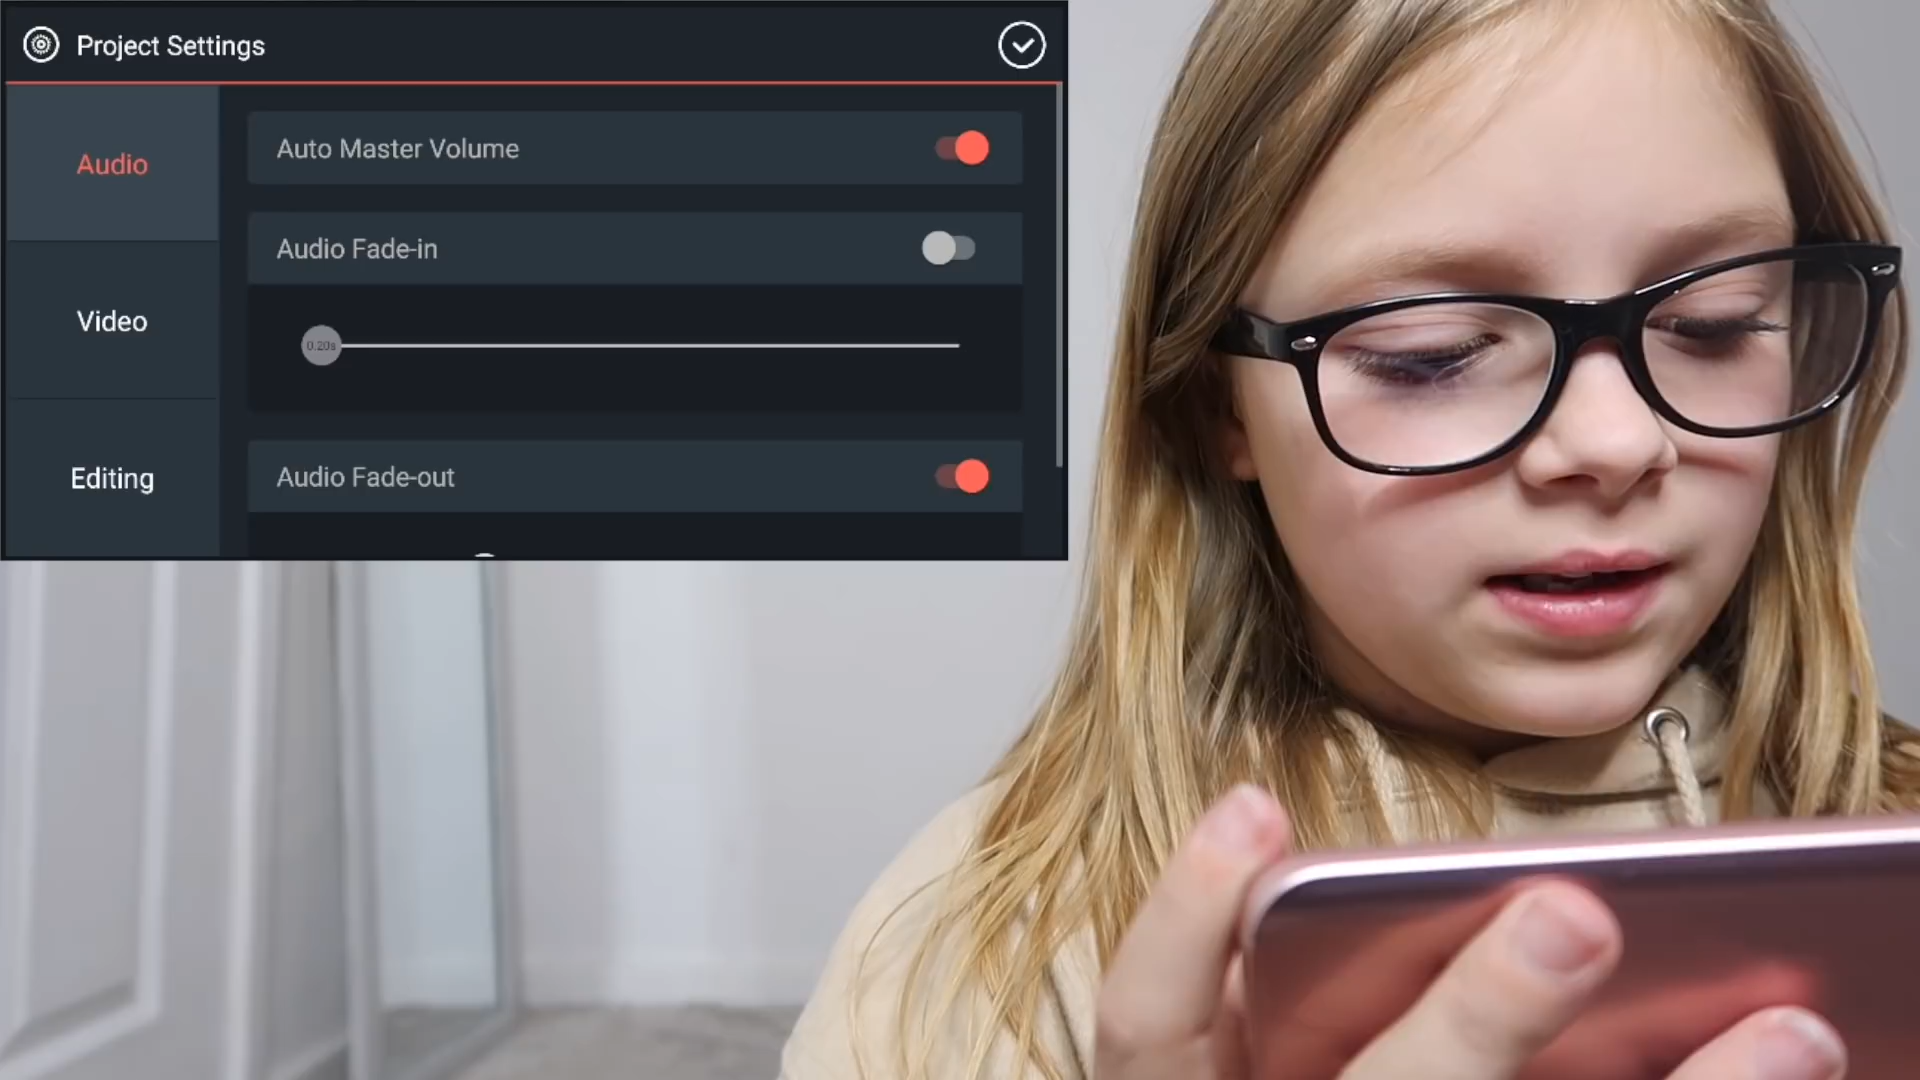 Project Settings
Audio
Auto Master Volume
Audio Fade-in
Video
0.20s
Editing
Audio Fade-out